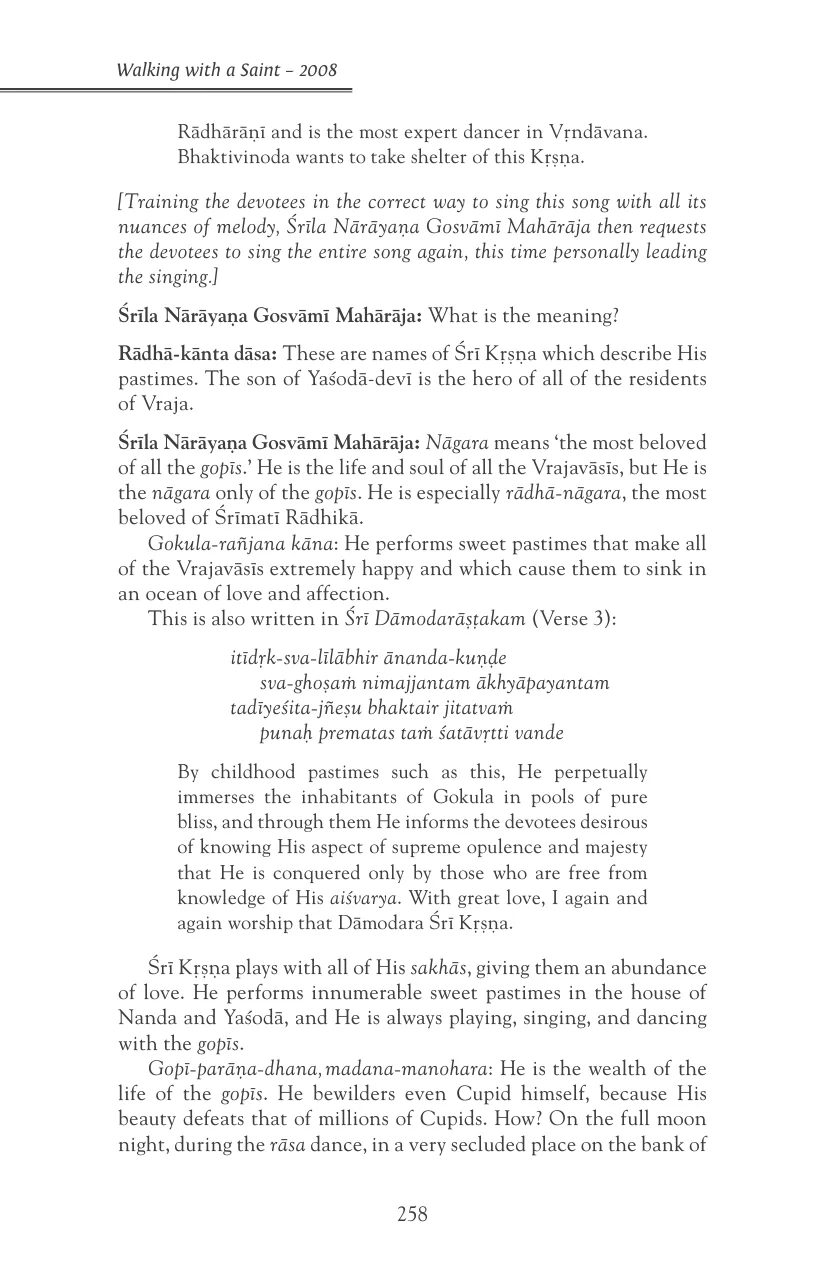 Walking with a Saint – 2008
Rādhārāṇī and is the most expert dancer in Vṛndāvana.
Bhaktivinoda wants to take shelter of this Kṛṣṇa.
[Training the devotees in the correct way to sing this song with all its
nuances of melody, Śrīla Nārāyaṇa Gosvāmī Mahārāja then requests
the devotees to sing the entire song again, this time personally leading
the singing.]
Śrīla Nārāyaṇa Gosvāmī Mahārāja: What is the meaning?
Rādhā-kānta dāsa: These are names of Śrī Kṛṣṇa which describe His
pastimes. The son of Yaśodā-devī is the hero of all of the residents
of Vraja.
Śrīla Nārāyaṇa Gosvāmī Mahārāja: Nāgara means ‘the most beloved
of all the gopīs.’ He is the life and soul of all the Vrajavāsīs, but He is
the nāgara only of the gopīs. He is especially rādhā-nāgara, the most
beloved of Śrīmatī Rādhikā.
Gokula-rañjana kāna: He performs sweet pastimes that make all
of the Vrajavāsīs extremely happy and which cause them to sink in
an ocean of love and affection.
This is also written in Śrī Dāmodarāṣṭakam (Verse 3):
itīdṛk-sva-līlābhir ānanda-kuṇḍe
sva-ghoṣaṁ nimajjantam ākhyāpayantam
tadīyeśita-jñeṣu bhaktair jitatvaṁ
punaḥ prematas taṁ śatāvṛtti vande
By childhood pastimes such as this, He perpetually
immerses the inhabitants of Gokula in pools of pure
bliss, and through them He informs the devotees desirous
of knowing His aspect of supreme opulence and majesty
that He is conquered only by those who are free from
knowledge of His aiśvarya. With great love, I again and
again worship that Dāmodara Śrī Kṛṣṇa.
Śrī Kṛṣṇa plays with all of His sakhās, giving them an abundance
of love. He performs innumerable sweet pastimes in the house of
Nanda and Yaśodā, and He is always playing, singing, and dancing
with the gopīs.
Gopī-parāṇa-dhana, madana-manohara: He is the wealth of the
life of the gopīs. He bewilders even Cupid himself, because His
beauty defeats that of millions of Cupids. How? On the full moon
night, during the rāsa dance, in a very secluded place on the bank of
258